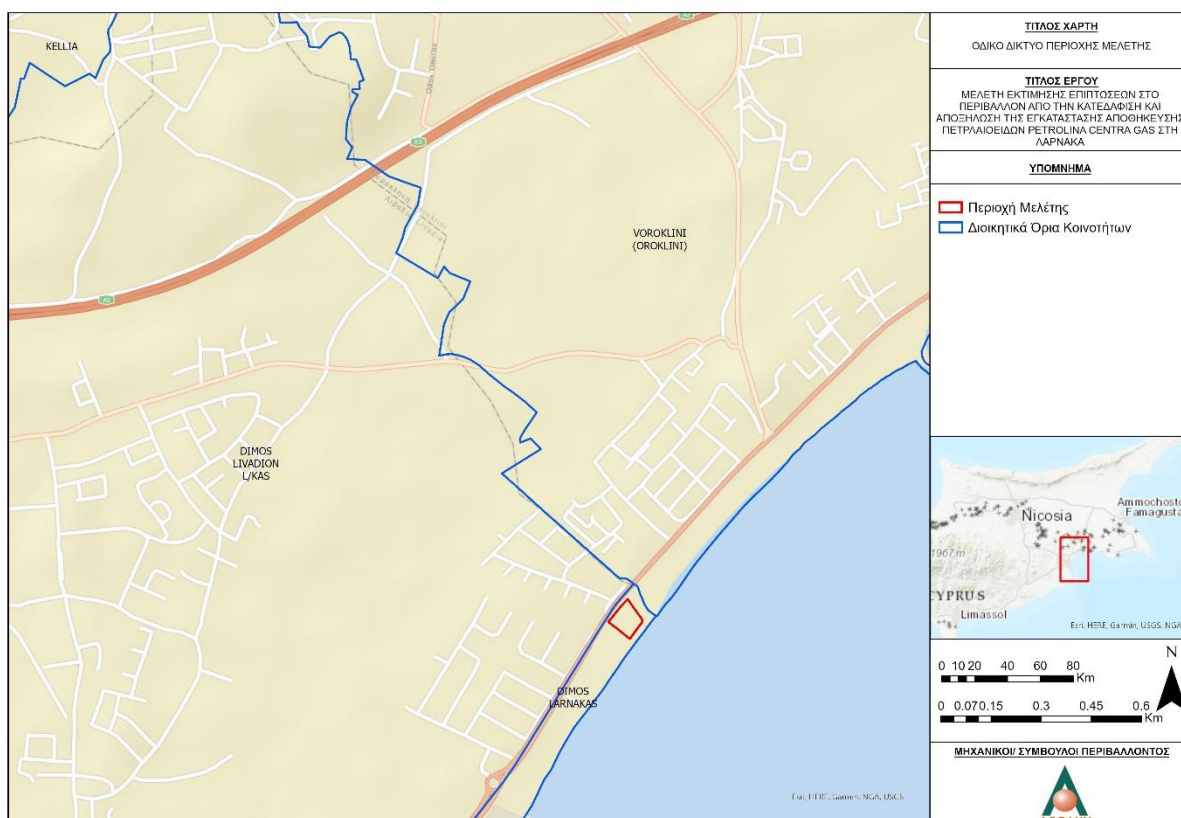 KELLIA
A3
Odos Omirou
A3
VOROKLINI
(OROKLINI)
A3
DIMOS
LIVADION
L/KAS
DIMOS
LARNAKAS
Esri, HERE, Garmin, NGA, USGS
ΤΙΤΛΟΣ ΧΑΡΤΗ
ΟΔΙΚΟ ΔΙΚΤΥΟ ΠΕΡΙΟΧΗΣ ΜΕΛΕΤΗΣ
ΤΙΤΛΟΣ ΕΡΓΟΥ
ΜΕΛΕΤΗ ΕΚΤΙΜΗΣΗΣ ΕΠΙΠΤΩΣΕΩΝ ΣΤΟ
ΠΕΡΙΒΑΛΛΟΝ ΑΠΟ ΤΗΝ ΚΑΤΕΔΑΦΙΣΗ ΚΑΙ
ΑΠΟΞΗΛΩΣΗ ΤΗΣ ΕΓΚΑΤΑΣΤΑΣΗΣ ΑΠΟΘΗΚΕΥΣΗΣ
ΠΕΤΡΛΑΙΟΕΙΔΩΝ PETROLINA CENTRA GAS ΣΤΗ
ΛΑΡΝΑΚΑ
ΥΠΟΜΝΗΜΑ
Περιοχή Μελέτης
Διοικητικά Όρια Κοινοτήτων
Ammochostos
Famagusta
Nicosia
1967 m
CYPRUS
Limassol
Esri, HERE, Garmin, USGS, NGA
N
0 10 20 40 60 80
Km
0 0.07 0.15 0.3 0.45 0.6
Km
ΜΗΧΑΝΙΚΟΙ/ ΣΥΜΒΟΥΛΟΙ ΠΕΡΙΒΑΛΛΟΝΤΟΣ